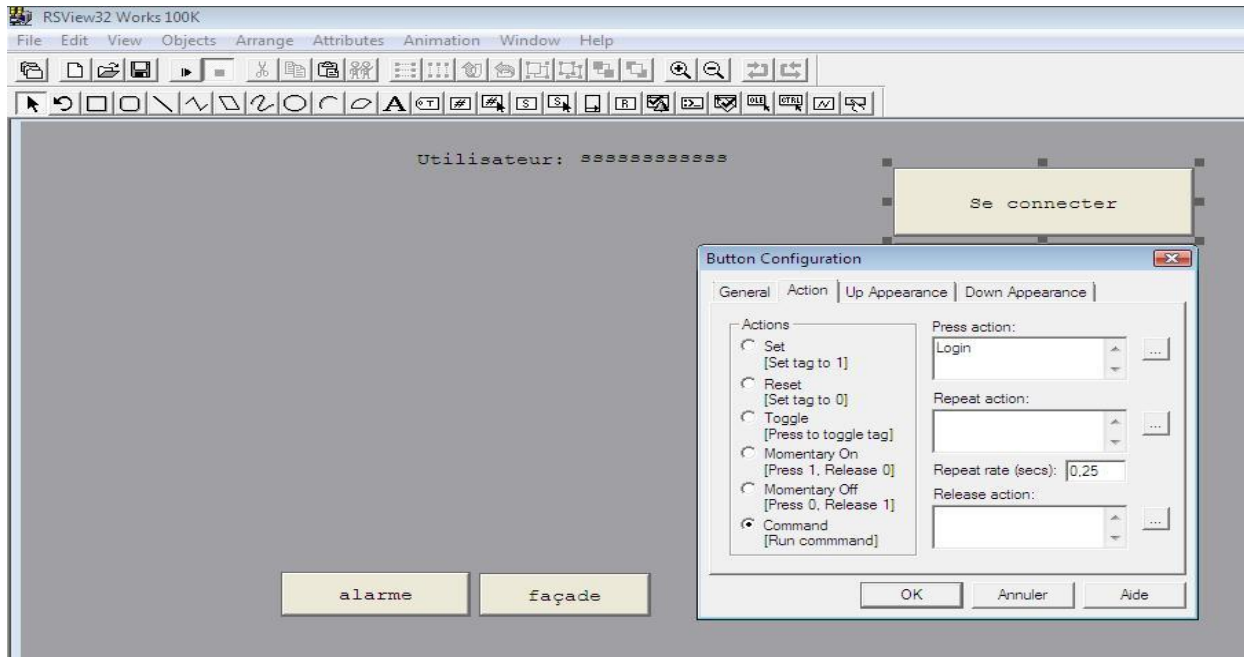 RSView32 Works 100K
File Edit View Objects Arrange Attributes Animation Window Help
Utilisateur: ssssssssssss
Se connecter
Button Configuration
General Action Up Appearance Down Appearance
Actions
Set
[Set tag to 1]
Reset
[Set tag to 0]
Toggle
[Press to toggle tag]
Momentary On
[Press 1, Release 0]
Momentary Off
[Press 0, Release 1]
Command
[Run commmand]
Press action:
Login
...
Repeat action:
...
Repeat rate (secs): 0,25
Release action:
...
OK Annuler Aide
alarme façade